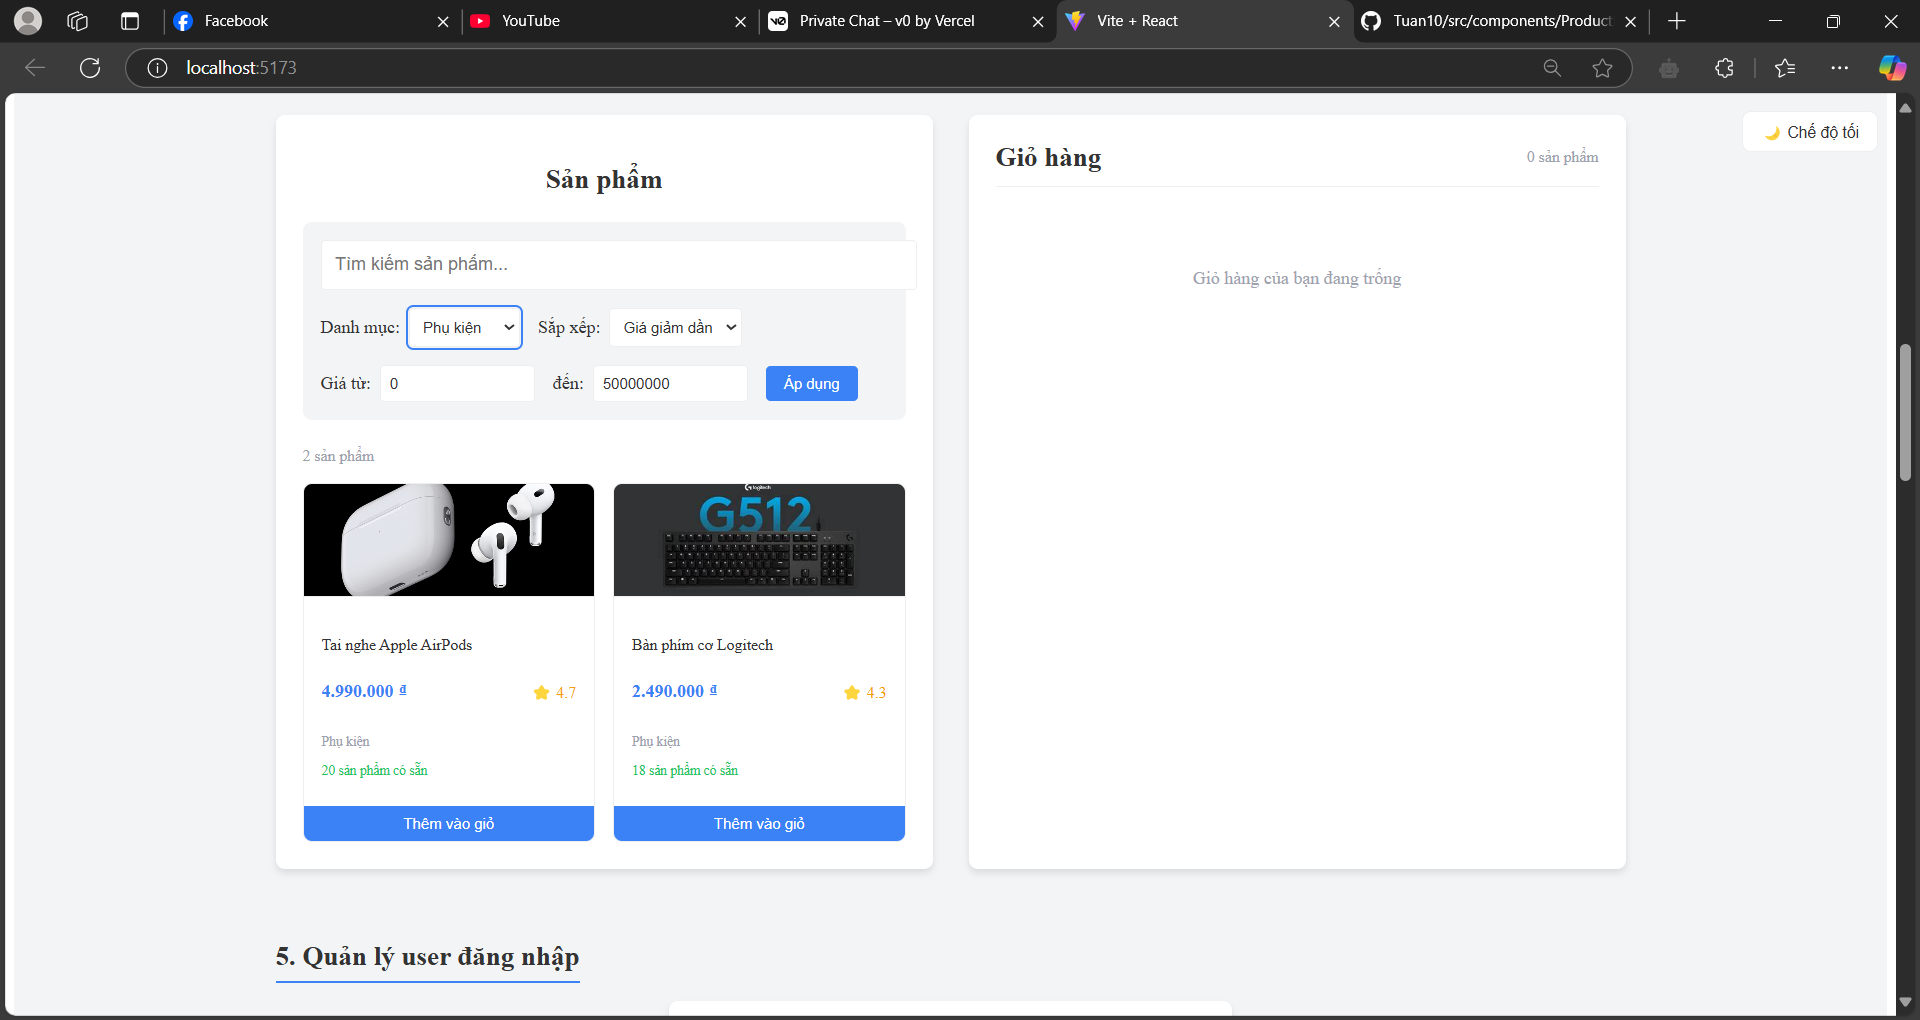 Facebook
YouTube
Private Chat – v0 by Vercel
Vite + React
Tuan10/src/components/Product
localhost:5173
🌙 Chế độ tối
Sản phẩm
Tìm kiếm sản phẩm...
Danh mục: Phụ kiện Sắp xếp: Giá giảm dần
Giá từ: 0 đến: 50000000 Áp dụng
2 sản phẩm
logitech
G512
Tai nghe Apple AirPods
4.990.000 ₫ ⭐ 4.7
Phụ kiện
20 sản phẩm có sẵn
Thêm vào giỏ
Bàn phím cơ Logitech
2.490.000 ₫ ⭐ 4.3
Phụ kiện
18 sản phẩm có sẵn
Thêm vào giỏ
Giỏ hàng
0 sản phẩm
Giỏ hàng của bạn đang trống
5. Quản lý user đăng nhập